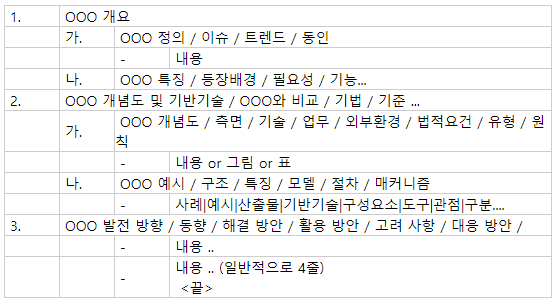 1. OOO 개요
가. OOO 정의 / 이슈 / 트렌드 / 동인
- 내용
나. OOO 특징 / 등장배경 / 필요성 / 기능...
2. OOO 개념도 및 기반기술 / OOO와 비교 / 기법 / 기준 ...
가. OOO 개념도 / 측면 / 기술 / 업무 / 외부환경 / 법적요건 / 유형 / 원
칙
- 내용 or 그림 or 표
나. OOO 예시 / 구조 / 특징 / 모델 / 절차 / 매커니즘
- 사례|예시|산출물|기반기술|구성요소|도구|관점|구분....
3. OOO 발전 방향 / 동향 / 해결 방안 / 활용 방안 / 고려 사항 / 대응 방안 /
- 내용 ..
- 내용 .. (일반적으로 4줄)
<끝>